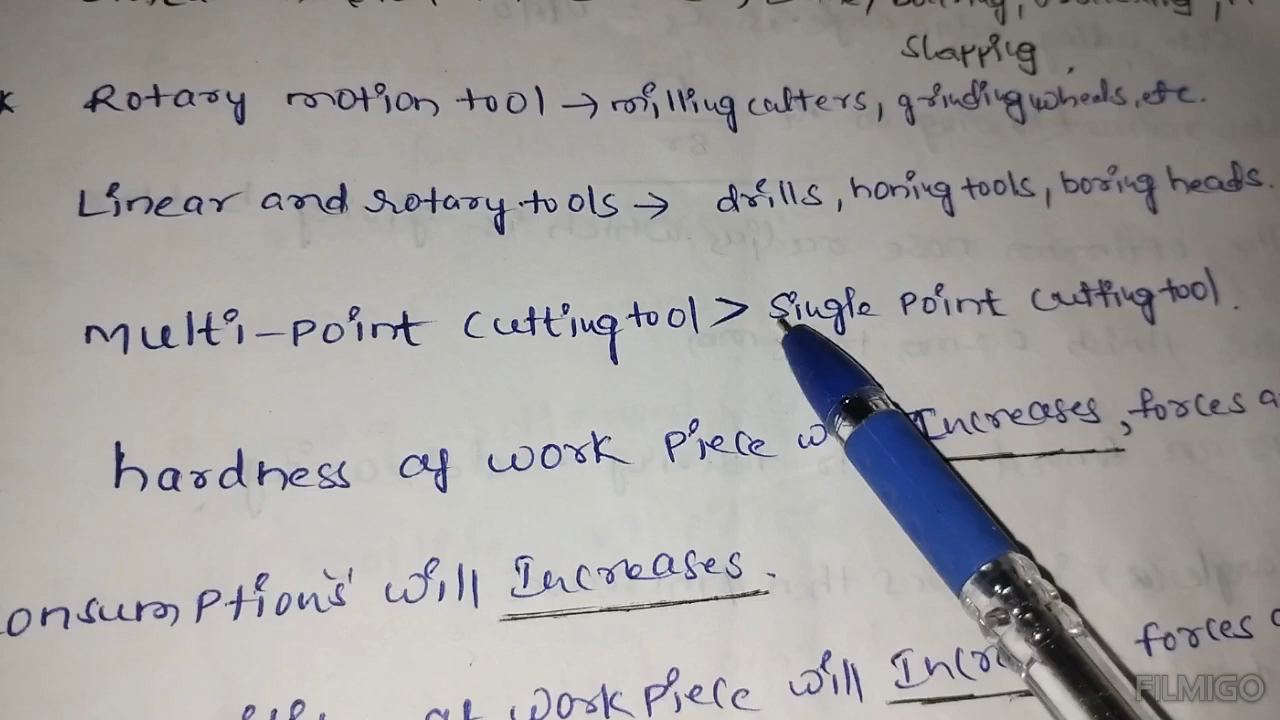 Slapping,
Rotary motion tool → milling cutters, grinding wheels, etc.
Linear and rotary tools → drills, honing tools, boring heads.
Multi-point cutting tool > single point cutting tool.
hardness of work piece Increases, forces
onsumptions will Increases.
of work piece will forces
FILMIGO